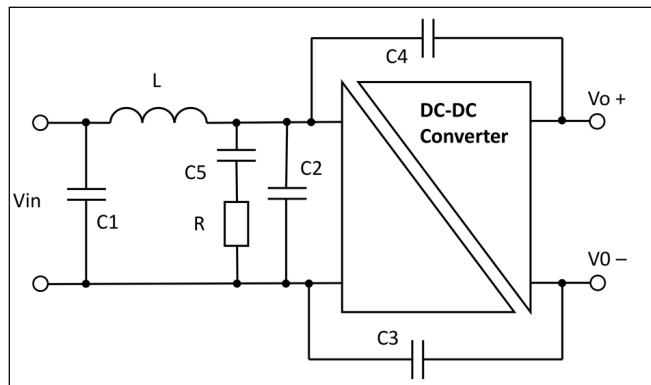 C4
L
DC-DC
Converter
Vo +
C5
C2
Vin
C1
R
V0 –
C3